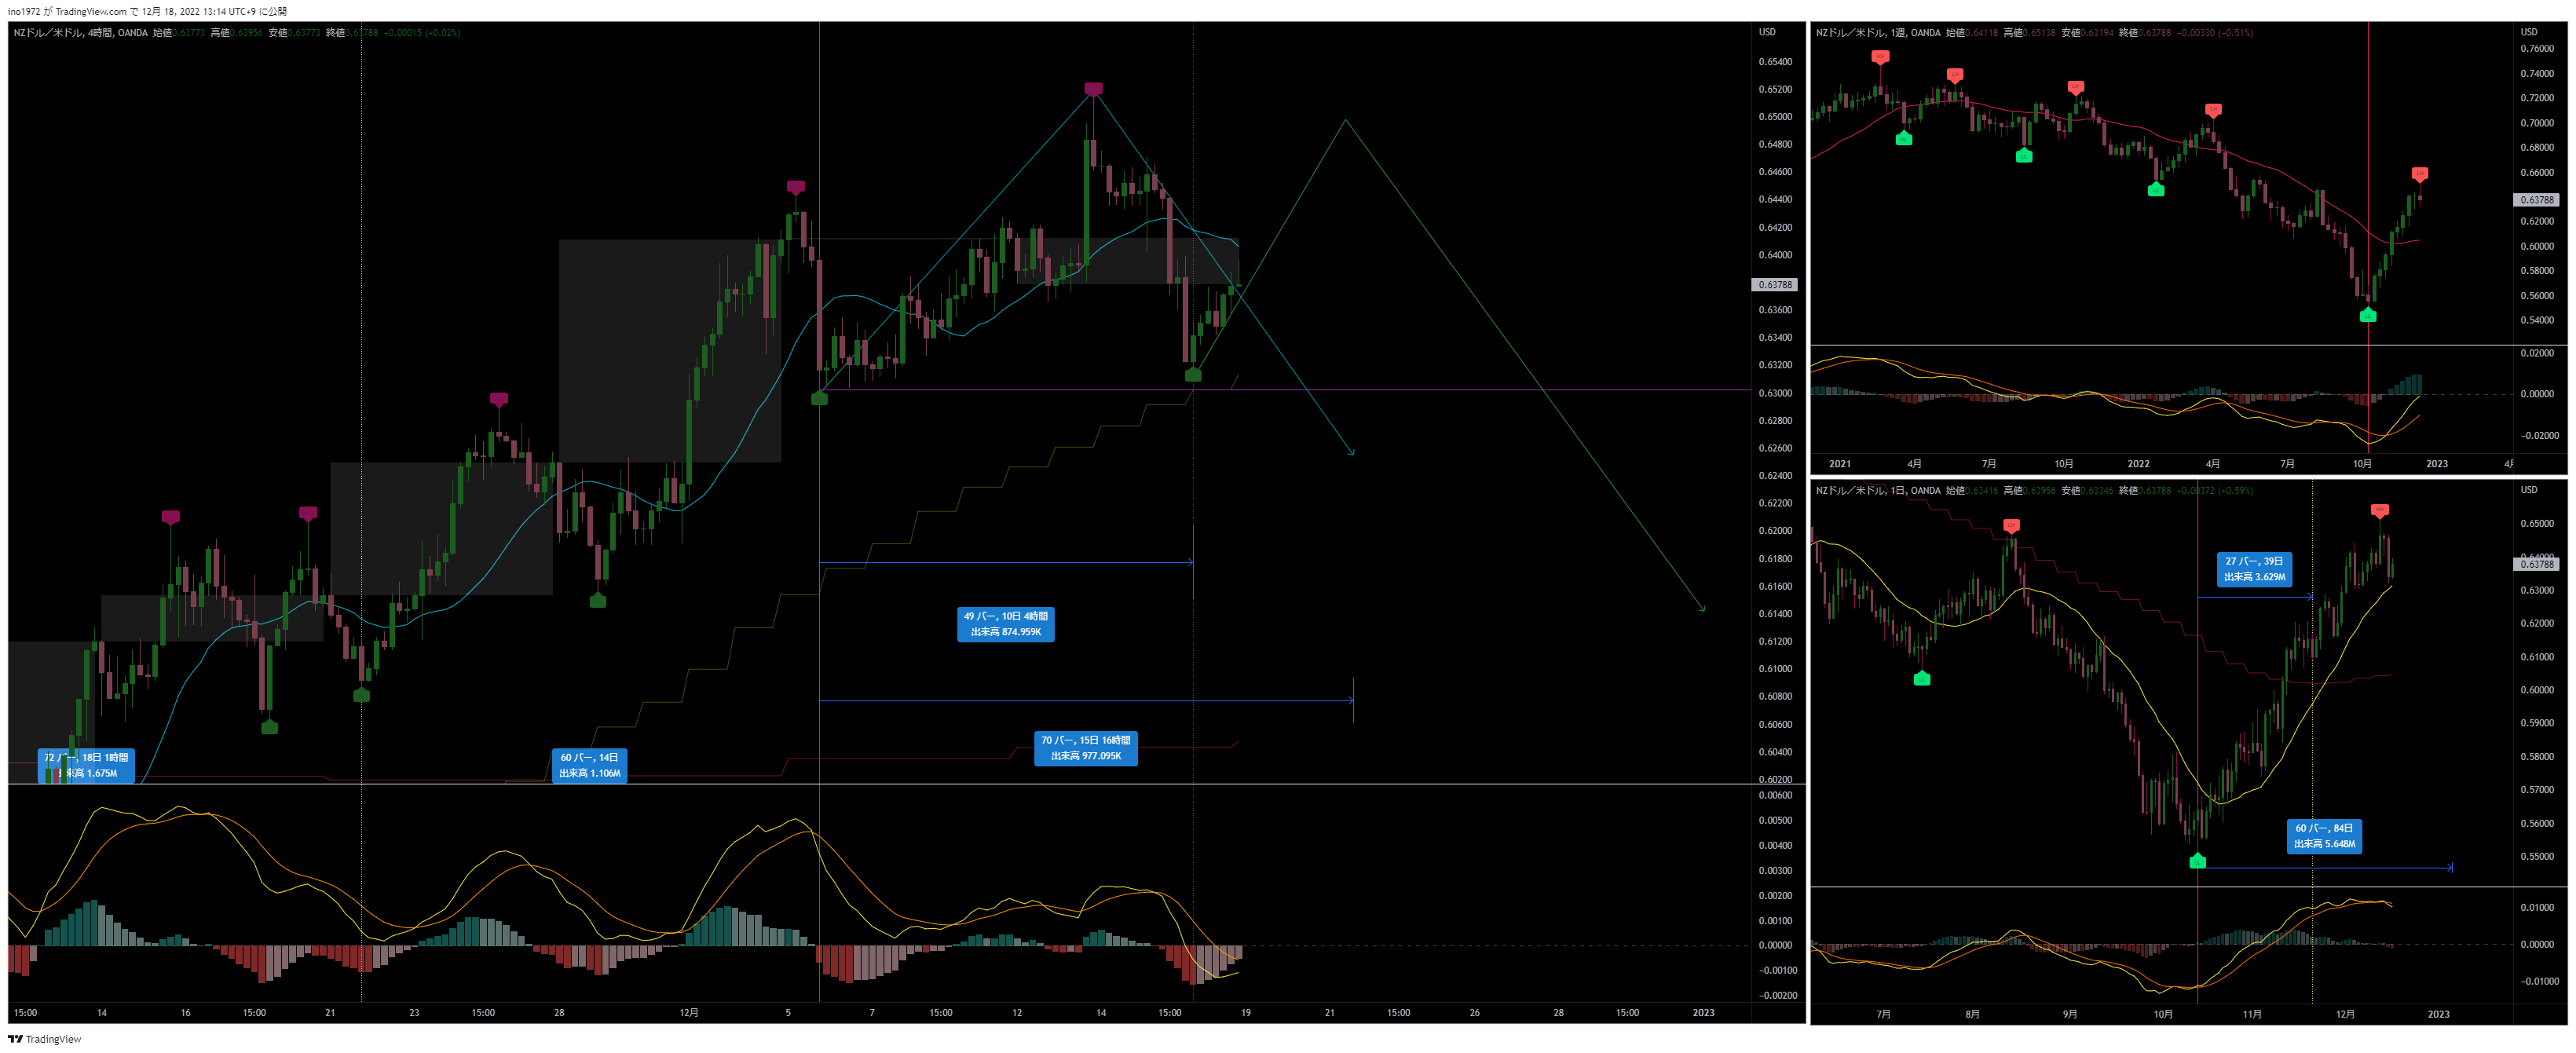 ino1972 が TradingView.com で 12月 18, 2022 13:14 UTC+9 に公開
NZドル／米ドル, 4時間, OANDA 始値0.63773 高値0.63956 安値0.63773 終値0.63788 +0.00015 (+0.02%)
USD
0.65400
0.65200
0.65000
0.64800
0.64600
0.64400
0.64200
0.64000
0.63788
0.63600
0.63400
0.63200
0.63000
0.62800
0.62600
0.62400
0.62200
0.62000
0.61800
0.61600
0.61400
0.61200
0.61000
0.60800
0.60600
0.60400
0.60200
49 バー, 10日 4時間
出来高 874.959K
70 バー, 15日 16時間
出来高 977.095K
72 バー, 18日 1時間
出来高 1.675M
60 バー, 14日
出来高 1.106M
0.00600
0.00500
0.00400
0.00300
0.00200
0.00100
0.00000
−0.00100
−0.00200
15:00 14 16 15:00 21 23 15:00 28 12月 5 7 15:00 12 14 15:00 19 21 15:00 26 28 15:00 2023
NZドル／米ドル, 1週, OANDA 始値0.64118 高値0.65138 安値0.63194 終値0.63788 −0.00330 (−0.51%)
USD
0.76000
0.74000
0.72000
0.70000
0.68000
0.66000
0.63788
0.62000
0.60000
0.58000
0.56000
0.54000
0.02000
0.00000
−0.02000
2021 4月 7月 10月 2022 4月 7月 10月 2023
NZドル／米ドル, 1日, OANDA 始値0.63416 高値0.63956 安値0.63346 終値0.63788 +0.00372 (+0.59%)
USD
0.65000
0.64000
0.63788
0.63000
0.62000
0.61000
0.60000
0.59000
0.58000
0.57000
0.56000
0.55000
27 バー, 39日
出来高 3.629M
60 バー, 84日
出来高 5.648M
0.01000
0.00000
−0.01000
7月 8月 9月 10月 11月 12月 2023
TradingView